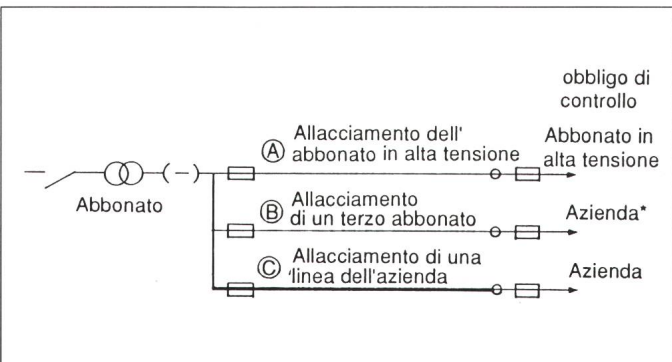 obbligo di
controllo
Ⓐ Allacciamento dell'
abbonato in alta tensione
Abbonato in
alta tensione
Abbonato
Ⓑ Allacciamento
di un terzo abbonato
Azienda*
Ⓒ Allacciamento di una
'linea dell'azienda
Azienda